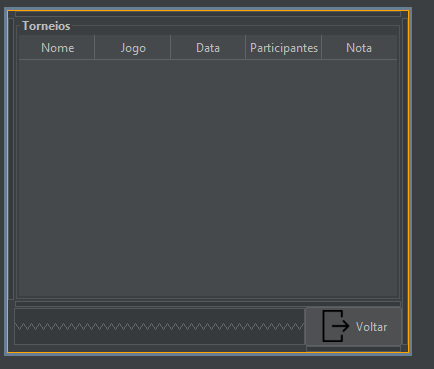 Torneios
Nome Jogo Data Participantes Nota
Voltar